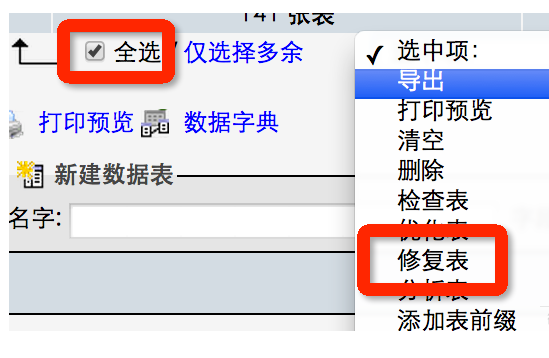 141 张表
全选 / 仅选择多余
选中项:
导出
打印预览
清空
删除
检查表
优化表
修复表
分析表
添加表前缀
打印预览 数据字典
新建数据表
名字: